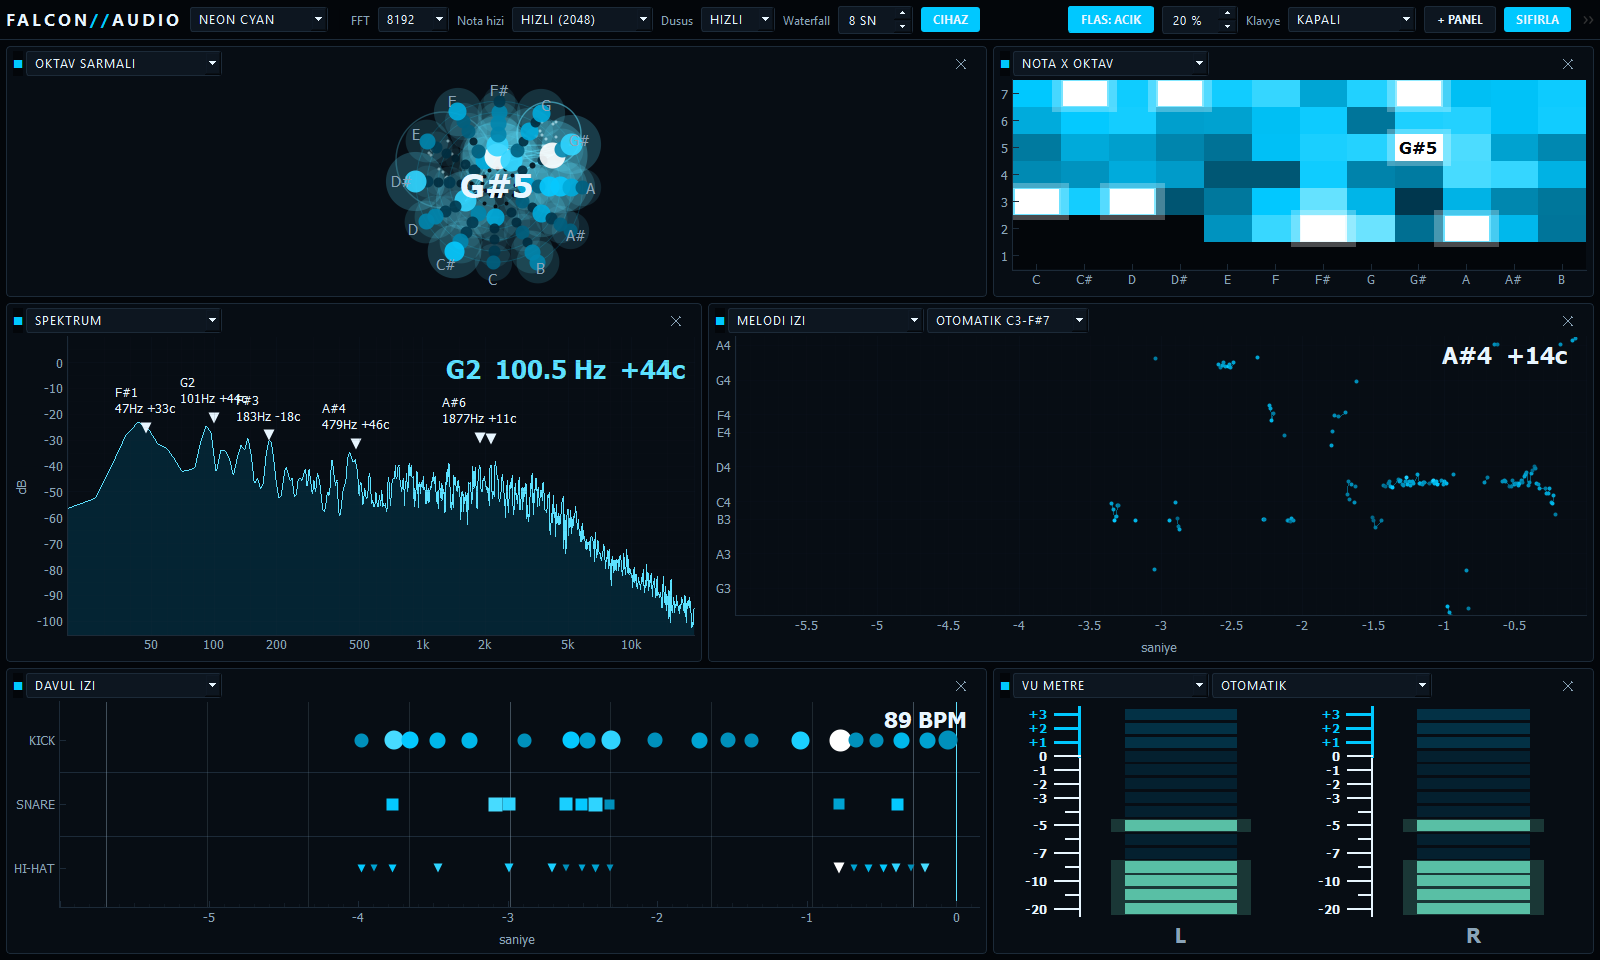 FALCON//AUDIO NEON CYAN FFT 8192 Nota hizi HIZLI (2048) Dusus HIZLI Waterfall 8 SN CIHAZ FLAS: ACIK 20 % Klavye KAPALI + PANEL SIFIRLA
OKTAV SARMALI
F#
F
G
E
G#
D#
G#5
A
D
A#
C#
B
C
NOTA X OKTAV
7
6
5 G#5
4
3
2
1
C C# D D# E F F# G G# A A# B
SPEKTRUM
G2 100.5 Hz +44c
F#1
47Hz +33c
G2
101Hz +44c
F#3
183Hz -18c
A#4
479Hz +46c
A#6
1877Hz +11c
0
-10
-20
-30
-40
-50
-60
-70
-80
-90
-100
dB
50 100 200 500 1k 2k 5k 10k
MELODI IZI OTOMATIK C3-F#7
A#4 +14c
A4
G4
F4
E4
D4
C4
B3
A3
G3
-5.5 -5 -4.5 -4 -3.5 -3 -2.5 -2 -1.5 -1 -0.5
saniye
DAVUL IZI
89 BPM
KICK
SNARE
HI-HAT
-5 -4 -3 -2 -1 0
saniye
VU METRE OTOMATIK
+3 +3
+2 +2
+1 +1
0 0
-1 -1
-2 -2
-3 -3
-5 -5
-7 -7
-10 -10
-20 -20
L R